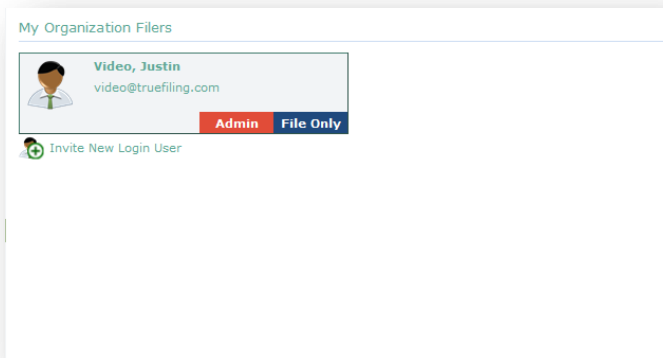 My Organization Filers
Video, Justin
video@truefiling.com
Admin File Only
Invite New Login User